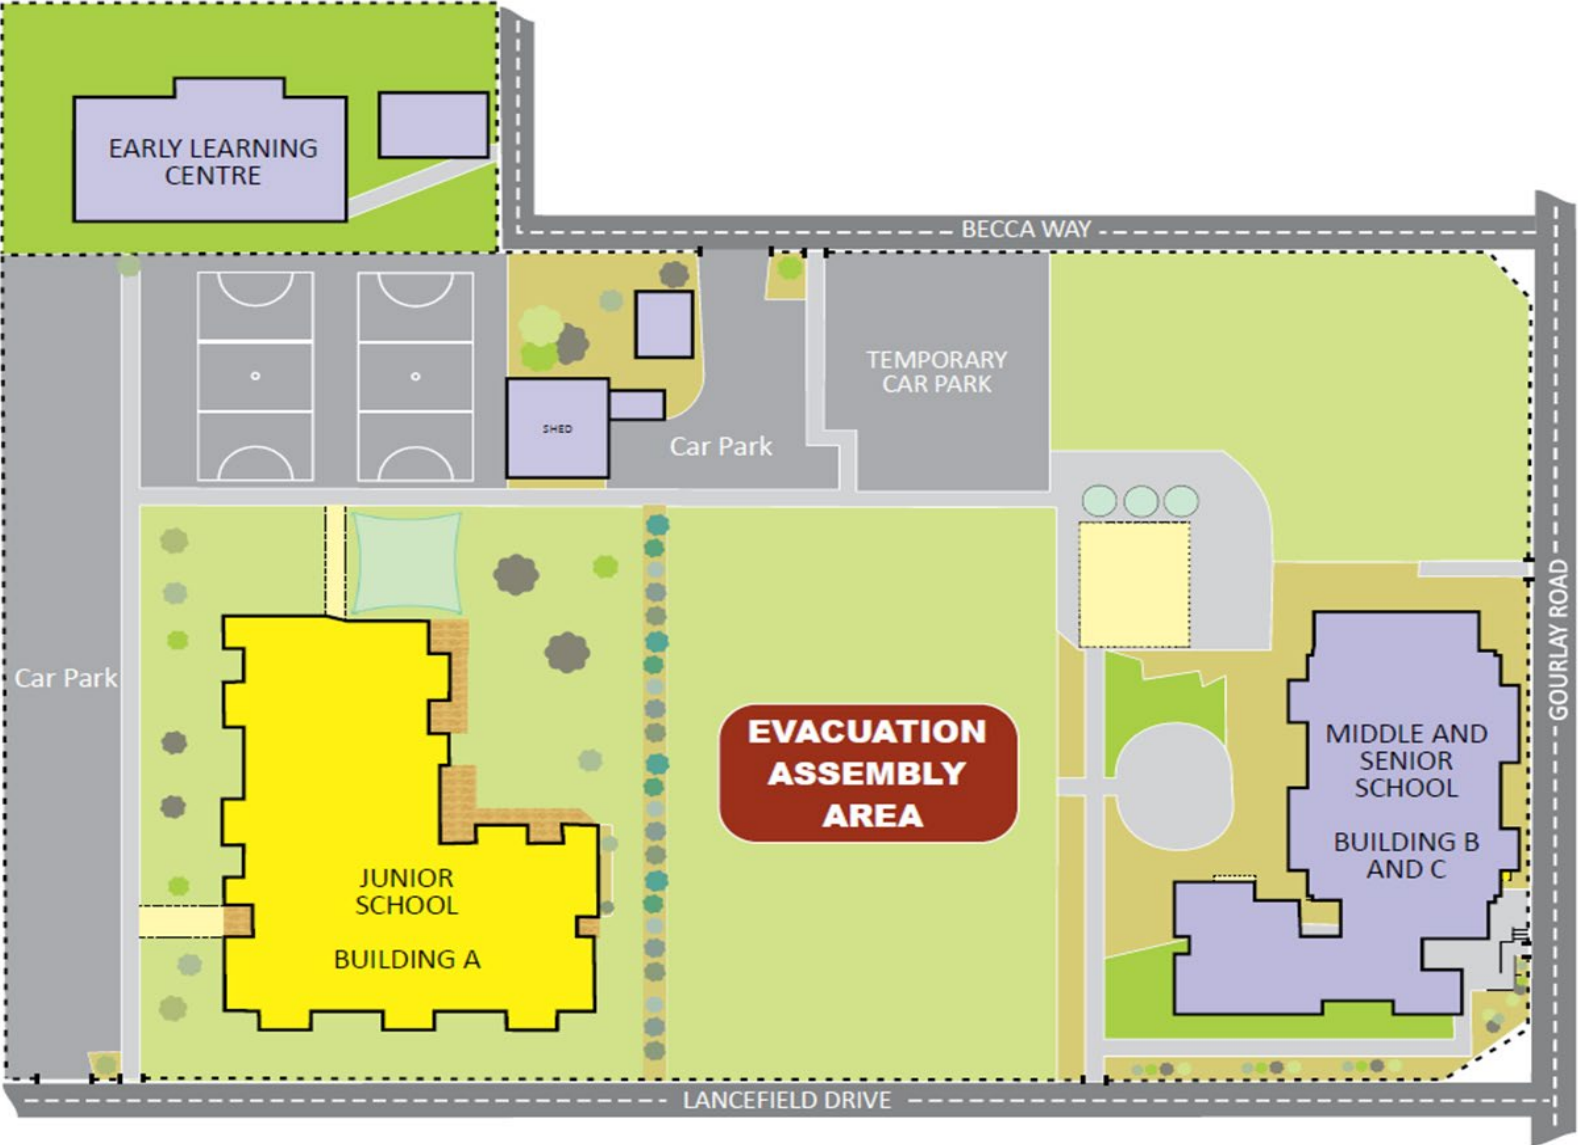 EARLY LEARNING
CENTRE
BECCA WAY
TEMPORARY
CAR PARK
SHED
Car Park
Car Park
GOURLAY ROAD
EVACUATION
ASSEMBLY
AREA
MIDDLE AND
SENIOR
SCHOOL
BUILDING B
AND C
JUNIOR
SCHOOL
BUILDING A
LANCEFIELD DRIVE